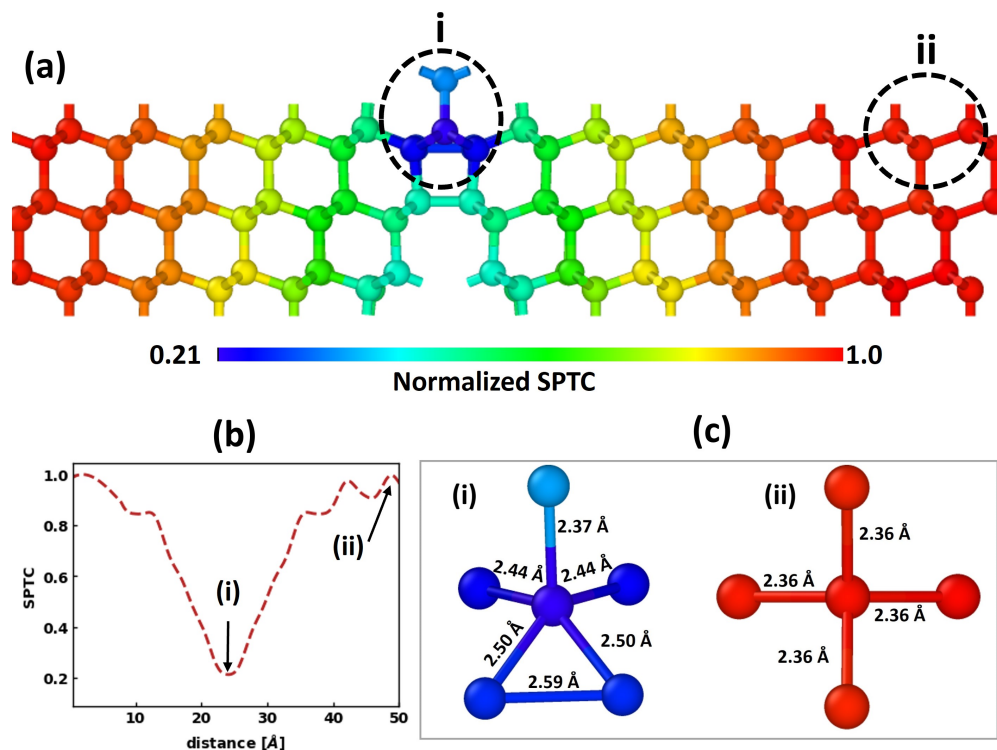 (a)
i
ii
0.21
1.0
Normalized SPTC
(b)
(c)
1.0
0.8
0.6
0.4
0.2
SPTC
(i)
(ii)
10
20
30
40
50
distance [Å]
(i)
2.37 Å
2.44 Å
2.44 Å
2.50 Å
2.50 Å
2.59 Å
(ii)
2.36 Å
2.36 Å
2.36 Å
2.36 Å